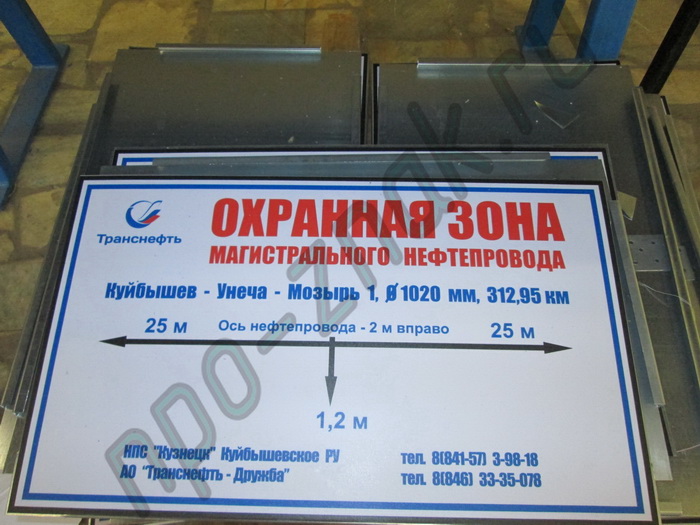 Транснефть
ОХРАННАЯ ЗОНА
МАГИСТРАЛЬНОГО НЕФТЕПРОВОДА
Куйбышев - Унеча - Мозырь 1, Ø 1020 мм, 312,95 км
25 м Ось нефтепровода - 2 м вправо 25 м
1,2 м
НПС "Кузнецк" Куйбышевское РУ тел. 8(841-57) 3-98-18
АО "Транснефть - Дружба" тел. 8(846) 33-35-078
npo-znak.ru